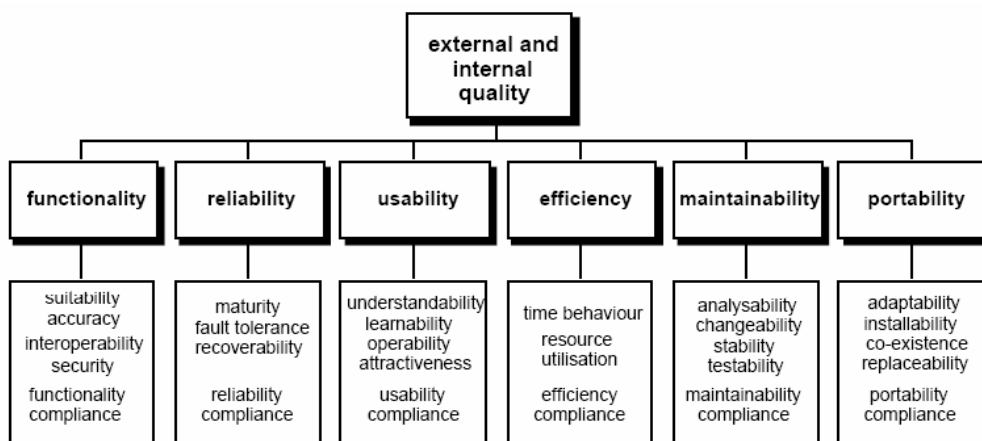 external and
internal
quality
functionality
reliability
usability
efficiency
maintainability
portability
suitability
accuracy
interoperability
security
functionality
compliance
maturity
fault tolerance
recoverability
reliability
compliance
understandability
learnability
operability
attractiveness
usability
compliance
time behaviour
resource
utilisation
efficiency
compliance
analysability
changeability
stability
testability
maintainability
compliance
adaptability
installability
co-existence
replaceability
portability
compliance